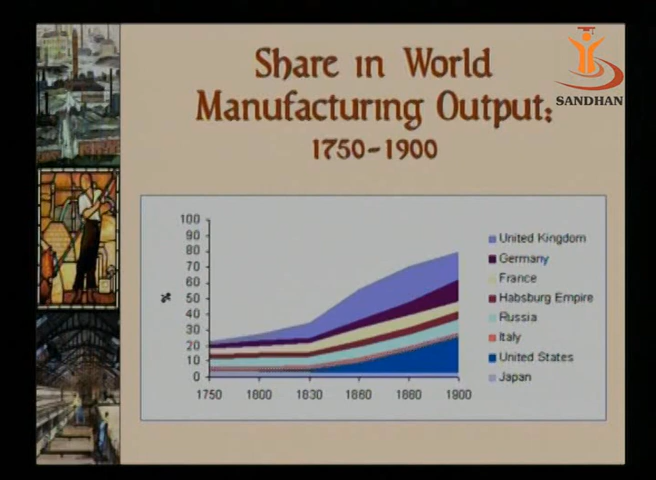 Share in World
Manufacturing Output:
1750-1900
SANDHAN
100
90
80
70
60
50
40
30
20
10
0
%
1750
1800
1830
1860
1880
1900
United Kingdom
Germany
France
Habsburg Empire
Russia
Italy
United States
Japan